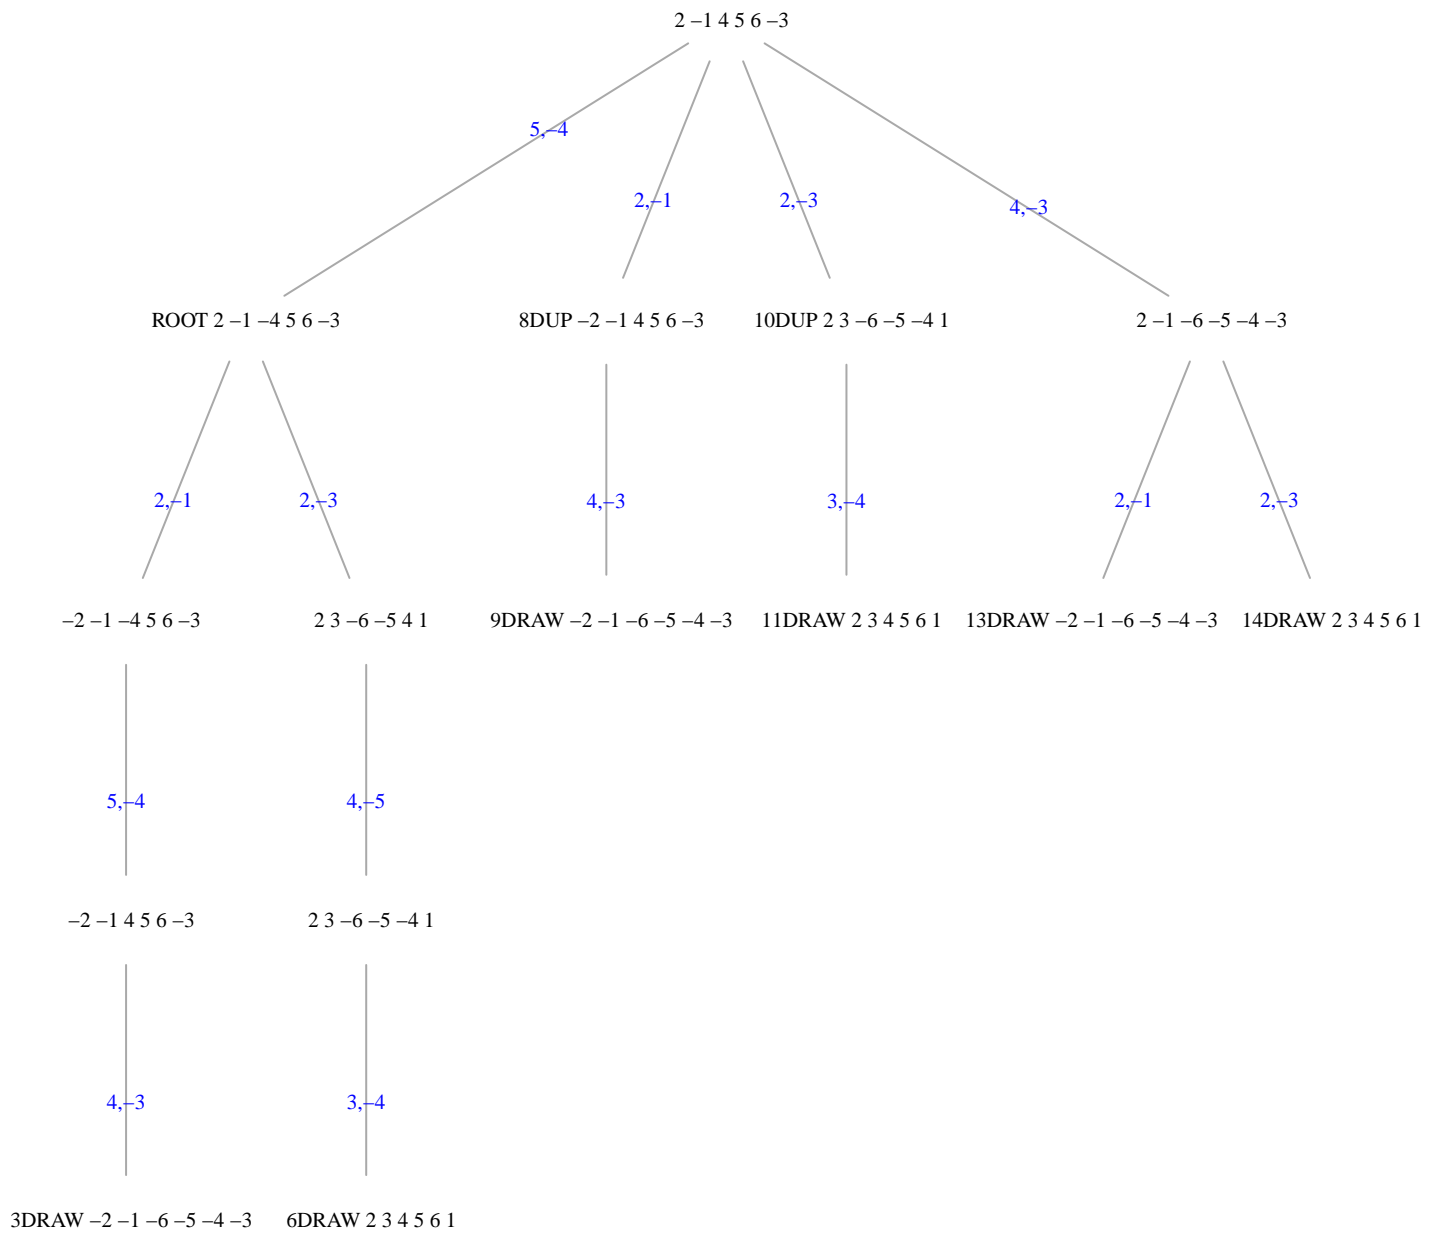 2 –1 4 5 6 –3
5,–4
2,–1
2,–3
4,–3
ROOT 2 –1 –4 5 6 –3
8DUP –2 –1 4 5 6 –3
10DUP 2 3 –6 –5 –4 1
2 –1 –6 –5 –4 –3
2,–1
2,–3
4,–3
3,–4
2,–1
2,–3
–2 –1 –4 5 6 –3
2 3 –6 –5 4 1
9DRAW –2 –1 –6 –5 –4 –3
11DRAW 2 3 4 5 6 1
13DRAW –2 –1 –6 –5 –4 –3
14DRAW 2 3 4 5 6 1
5,–4
4,–5
–2 –1 4 5 6 –3
2 3 –6 –5 –4 1
4,–3
3,–4
3DRAW –2 –1 –6 –5 –4 –3
6DRAW 2 3 4 5 6 1